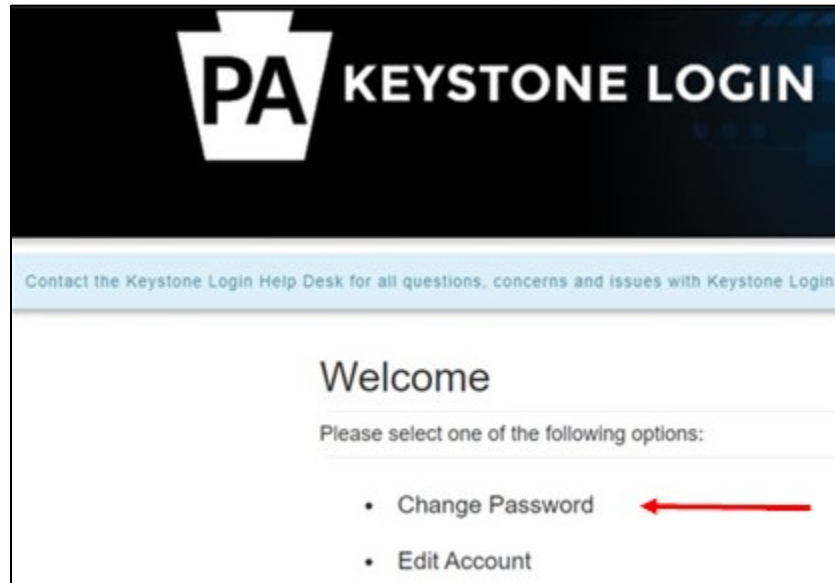 PA KEYSTONE LOGIN
Contact the Keystone Login Help Desk for all questions, concerns and issues with Keystone Login
Welcome
Please select one of the following options:
• Change Password
• Edit Account